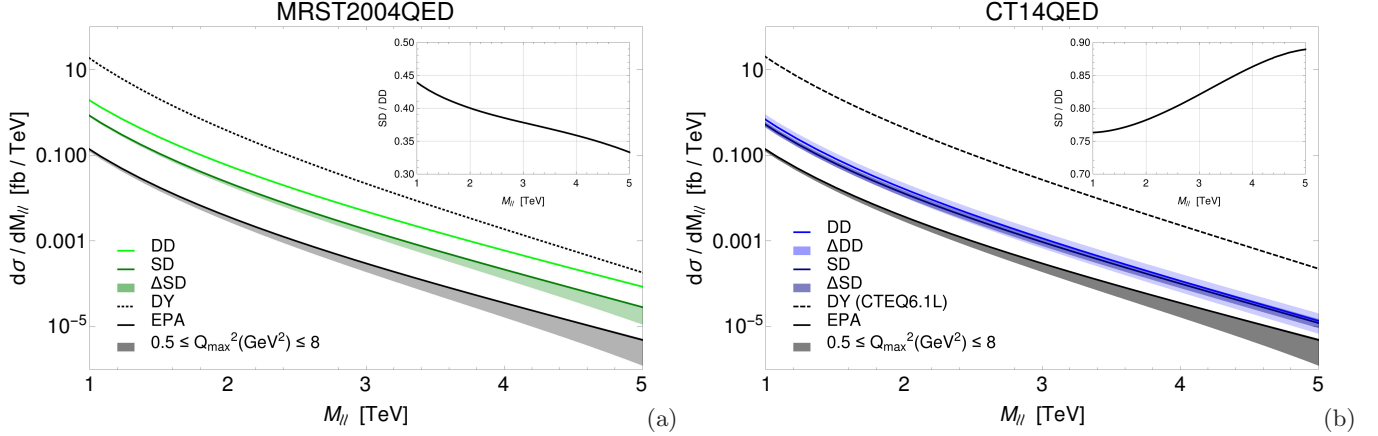 MRST2004QED
dσ / dM_ll [fb / TeV]
10
0.100
0.001
10^-5
DD
SD
ΔSD
DY
EPA
0.5 ≤ Q_max^2(GeV^2) ≤ 8
1 2 3 4 5
M_ll [TeV]
(a)
SD / DD
0.50
0.45
0.40
0.35
0.30
1 2 3 4 5
M_ll [TeV]
CT14QED
dσ / dM_ll [fb / TeV]
10
0.100
0.001
10^-5
DD
ΔDD
SD
ΔSD
DY (CTEQ6.1L)
EPA
0.5 ≤ Q_max^2(GeV^2) ≤ 8
1 2 3 4 5
M_ll [TeV]
(b)
SD / DD
0.90
0.85
0.80
0.75
0.70
1 2 3 4 5
M_ll [TeV]